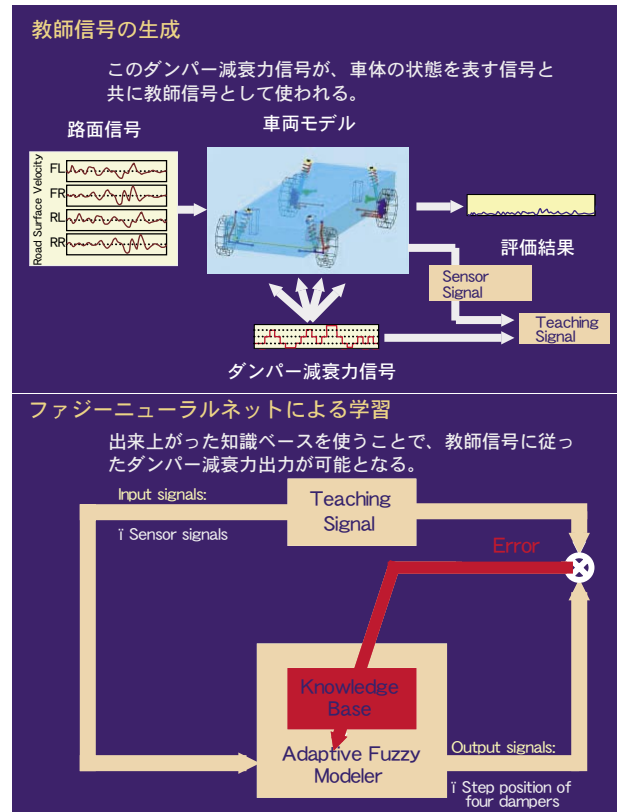 教師信号の生成
このダンパー減衰力信号が、車体の状態を表す信号と
共に教師信号として使われる。
路面信号
車両モデル
Road Surface Velocity
FL
FR
RL
RR
評価結果
Sensor
Signal
Teaching
Signal
ダンパー減衰力信号
ファジーニューラルネットによる学習
出来上がった知識ベースを使うことで、教師信号に従っ
たダンパー減衰力出力が可能となる。
Input signals:
ï Sensor signals
Teaching
Signal
Error
Knowledge
Base
Adaptive Fuzzy
Modeler
Output signals:
ï Step position of
four dampers